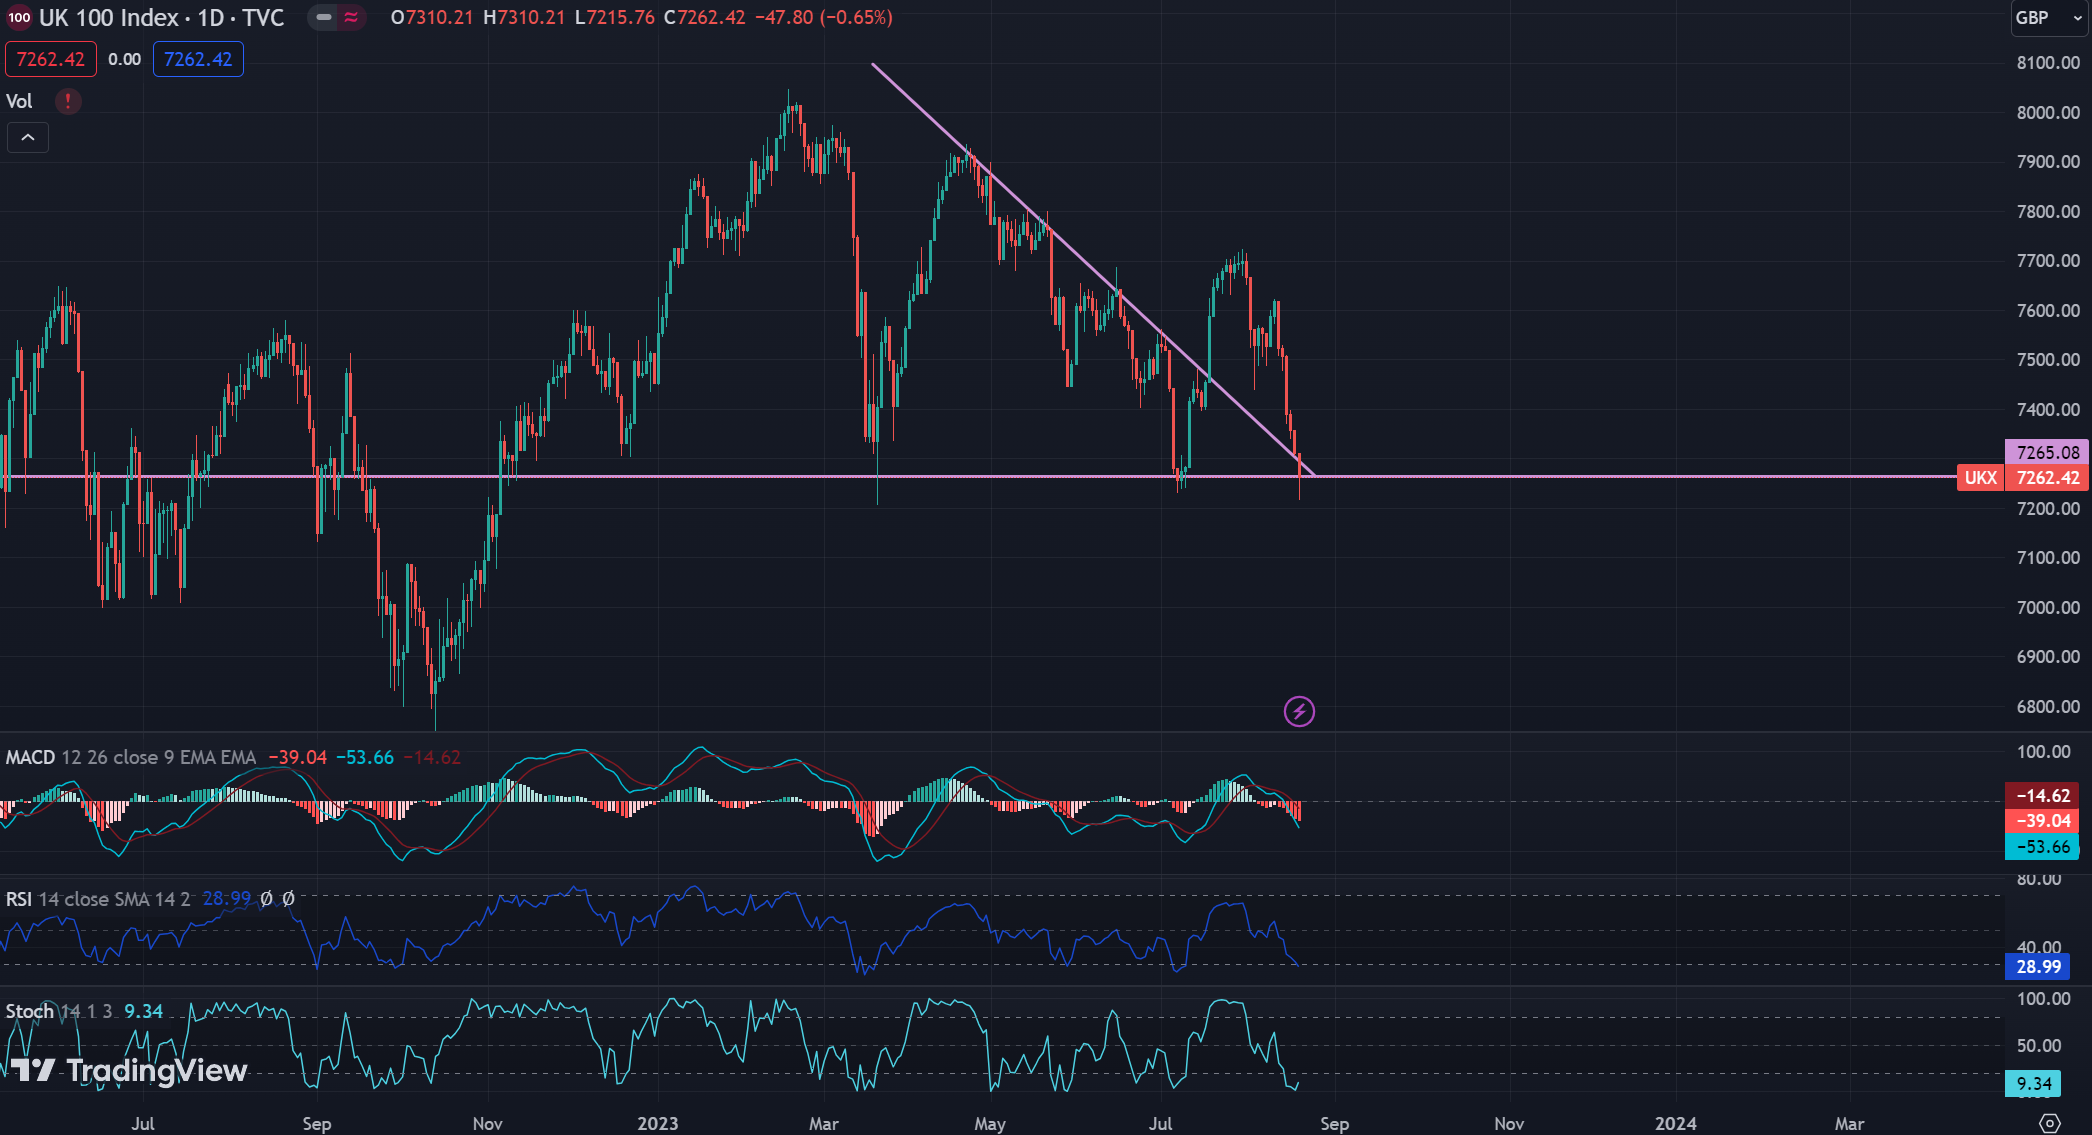 100 UK 100 Index · 1D · TVC O7310.21 H7310.21 L7215.76 C7262.42 −47.80 (−0.65%)
GBP
7262.42 0.00 7262.42
Vol !
8100.00
8000.00
7900.00
7800.00
7700.00
7600.00
7500.00
7400.00
7265.08
UKX 7262.42
7200.00
7100.00
7000.00
6900.00
6800.00
MACD 12 26 close 9 EMA EMA −39.04 −53.66 −14.62
100.00
−14.62
−39.04
−53.66
80.00
RSI 14 close SMA 14 2 28.99 Ø Ø
40.00
28.99
Stoch 14 1 3 9.34
100.00
50.00
9.34
TradingView
Jul Sep Nov 2023 Mar May Jul Sep Nov 2024 Mar